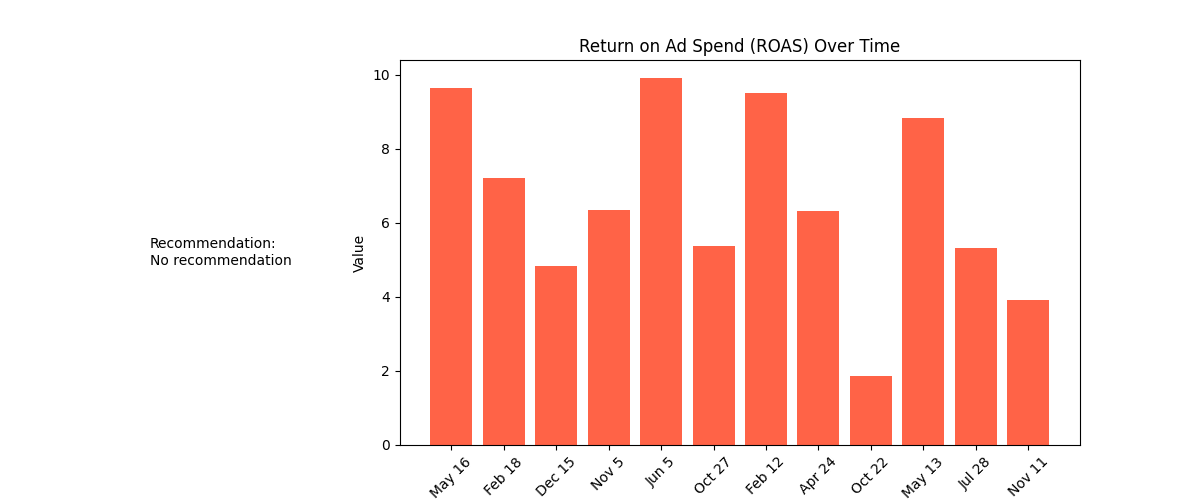 Return on Ad Spend (ROAS) Over Time
Recommendation:
No recommendation
Value
10
8
6
4
2
0
May 16
Feb 18
Dec 15
Nov 5
Jun 5
Oct 27
Feb 12
Apr 24
Oct 22
May 13
Jul 28
Nov 11